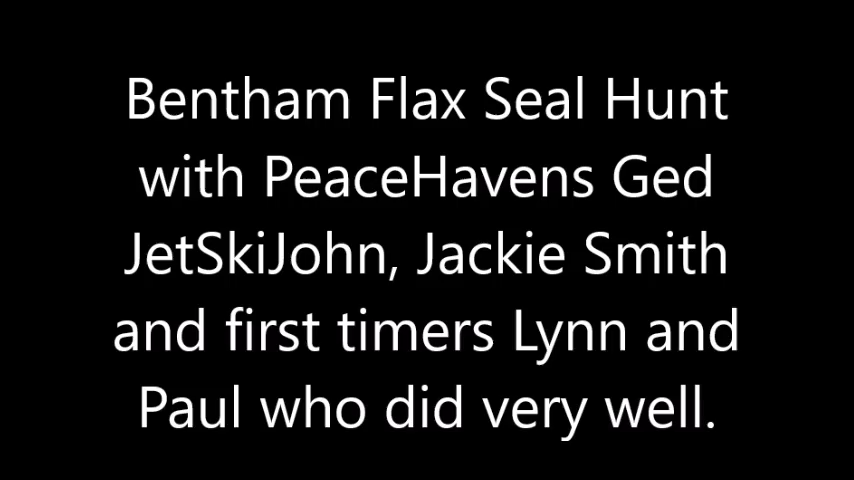 Bentham Flax Seal Hunt
with PeaceHavens Ged
JetSkiJohn, Jackie Smith
and first timers Lynn and
Paul who did very well.